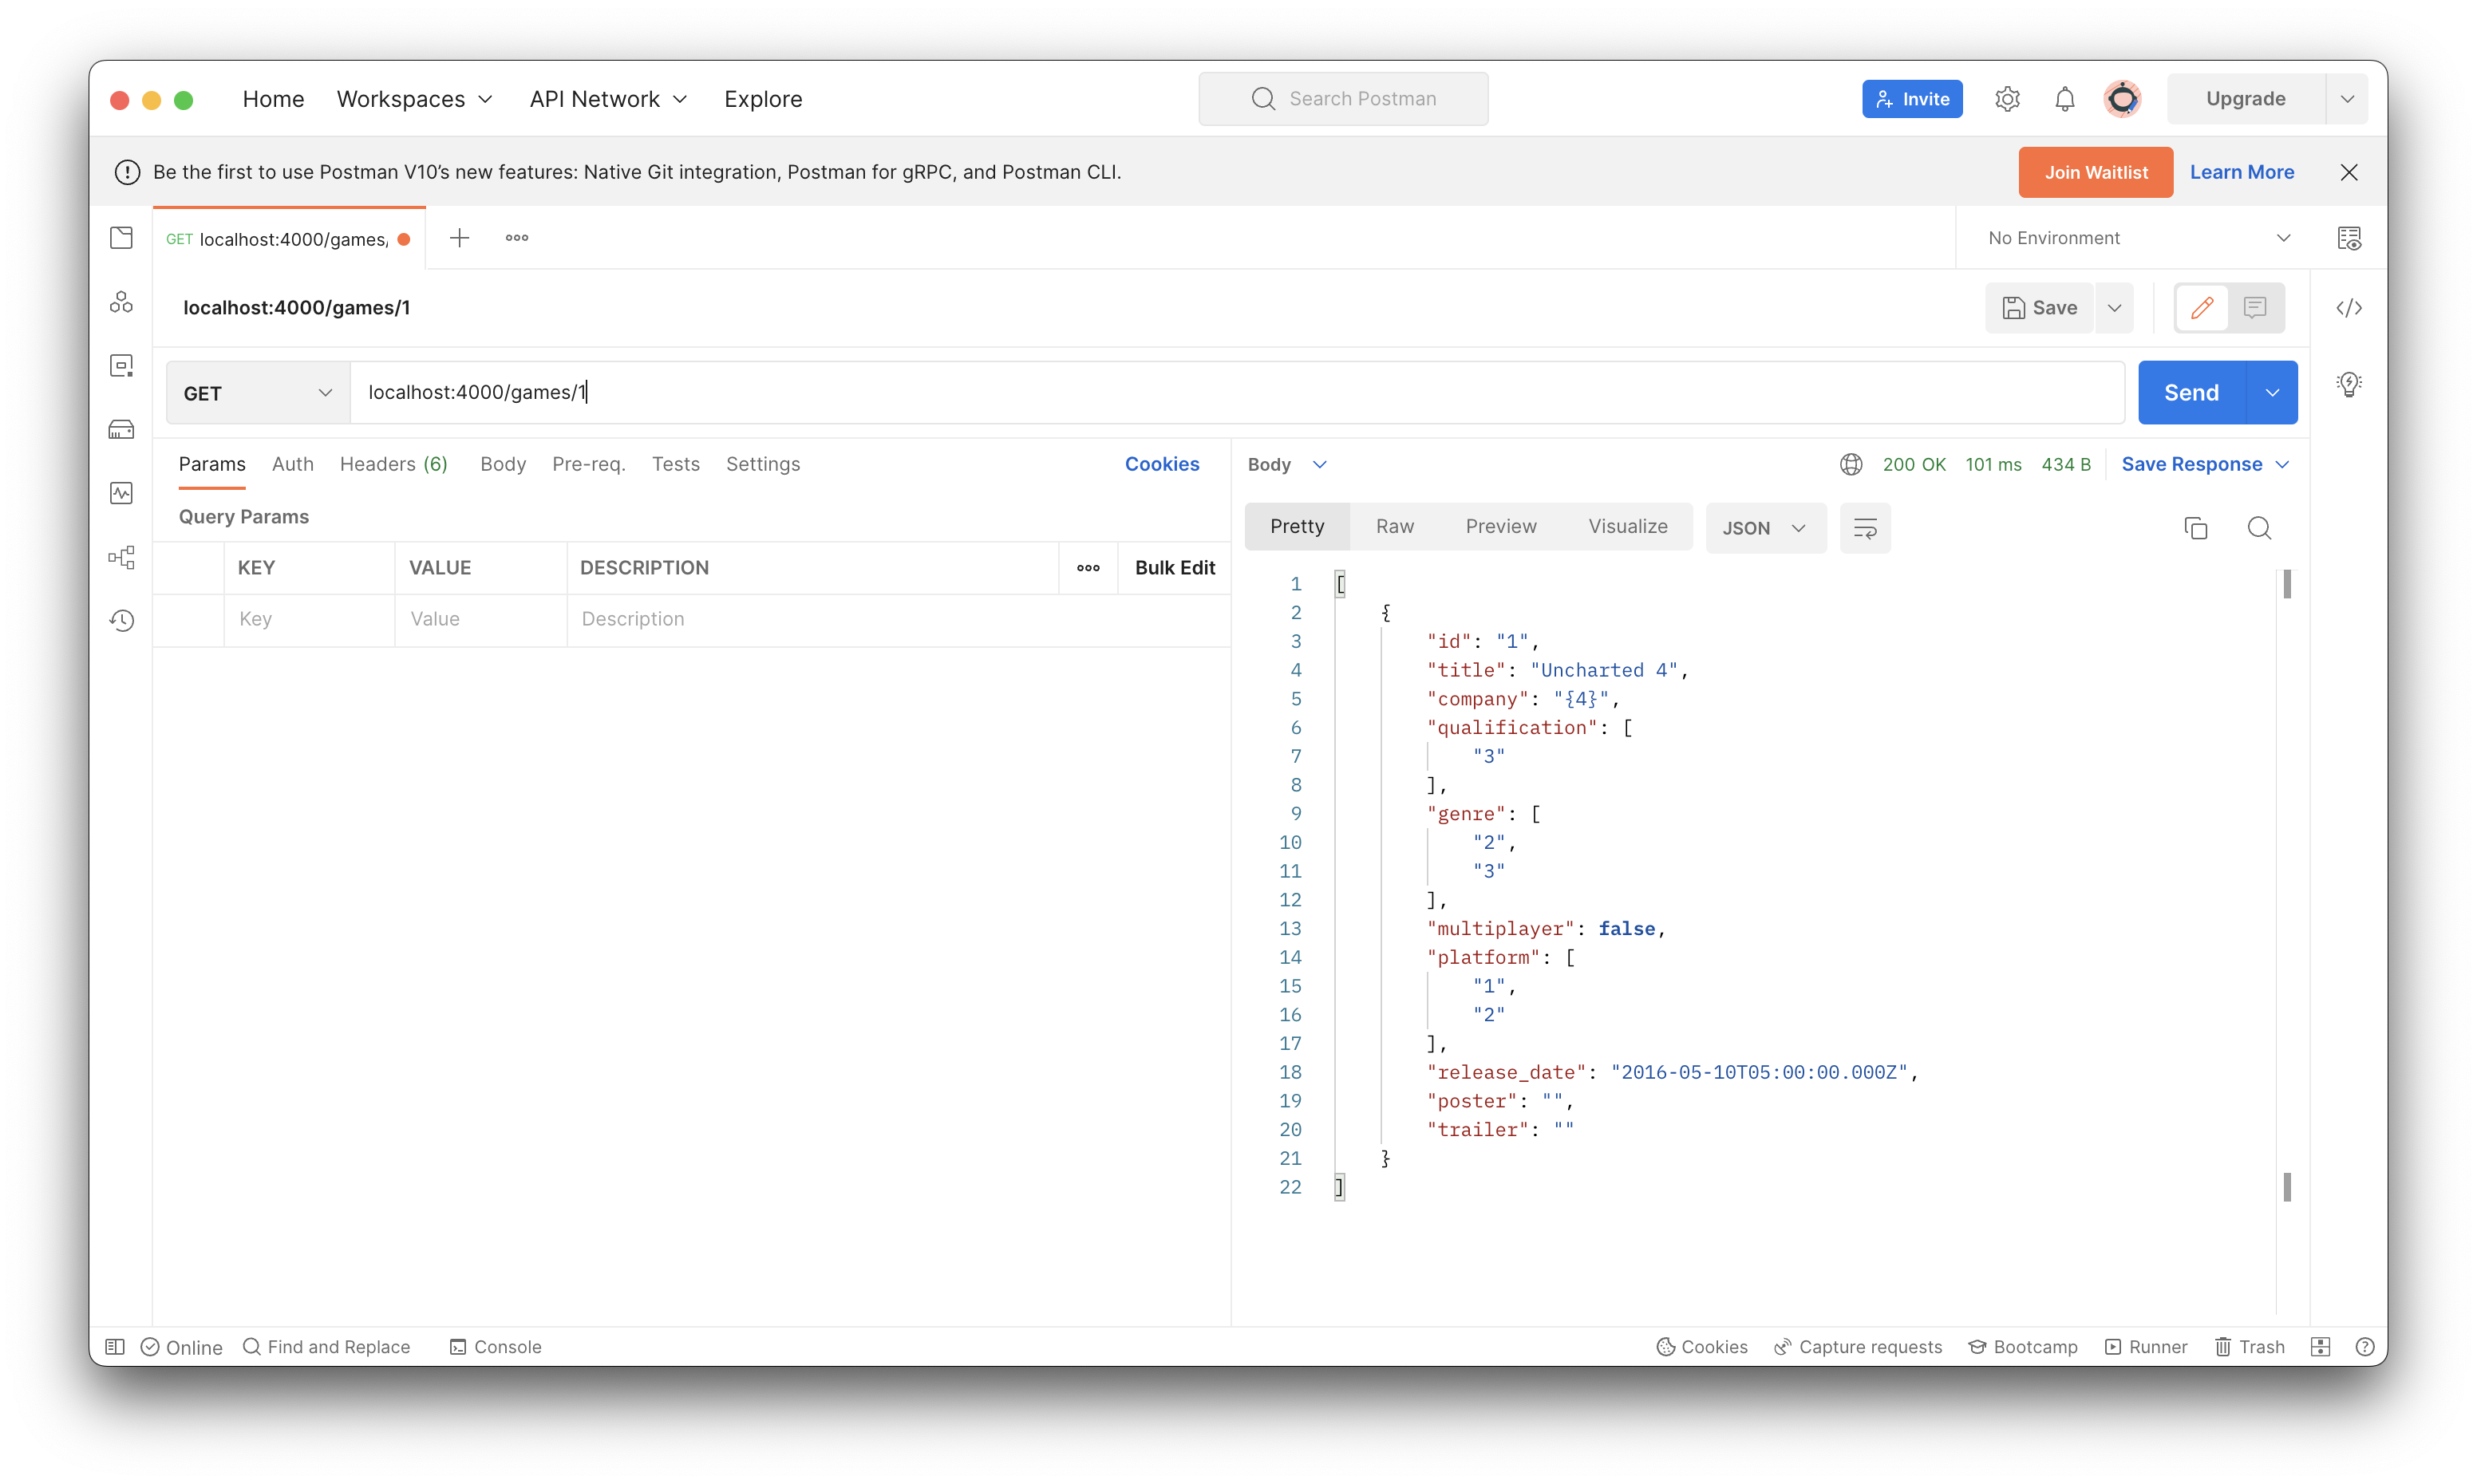 Home Workspaces API Network Explore Search Postman Invite Upgrade
Be the first to use Postman V10’s new features: Native Git integration, Postman for gRPC, and Postman CLI. Join Waitlist Learn More
GET localhost:4000/games, No Environment
localhost:4000/games/1 Save
GET localhost:4000/games/1 Send
Params Auth Headers (6) Body Pre-req. Tests Settings Cookies
Query Params
KEY VALUE DESCRIPTION Bulk Edit
Key Value Description
Body 200 OK 101 ms 434 B Save Response
Pretty Raw Preview Visualize JSON
1 [
2 {
3 "id": "1",
4 "title": "Uncharted 4",
5 "company": "{4}",
6 "qualification": [
7 "3"
8 ],
9 "genre": [
10 "2",
11 "3"
12 ],
13 "multiplayer": false,
14 "platform": [
15 "1",
16 "2"
17 ],
18 "release_date": "2016-05-10T05:00:00.000Z",
19 "poster": "",
20 "trailer": ""
21 }
22 ]
Online Find and Replace Console Cookies Capture requests Bootcamp Runner Trash